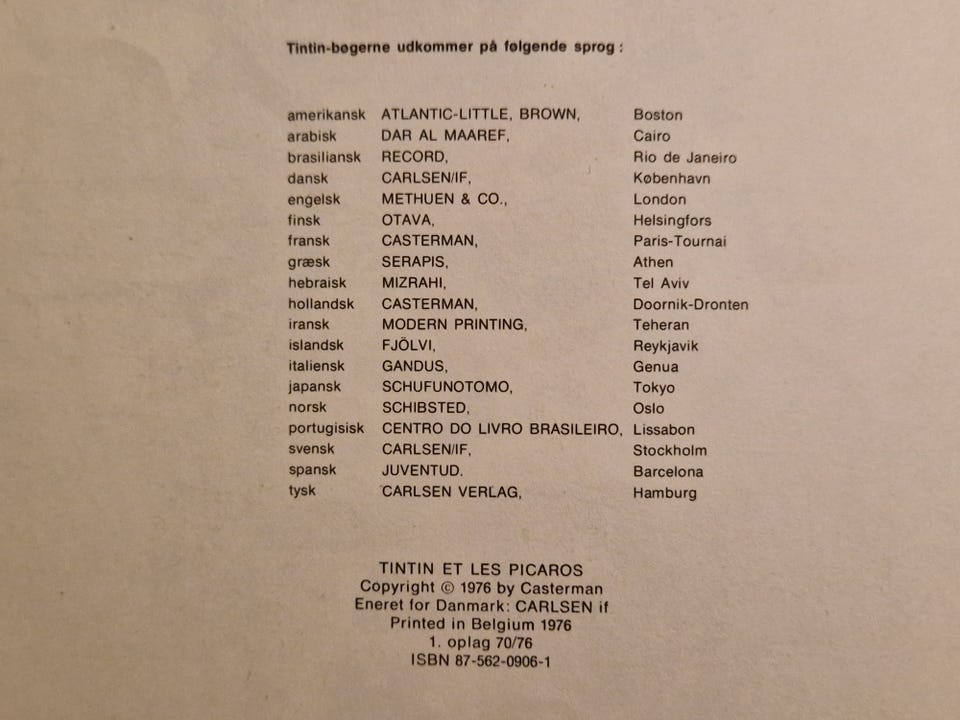 Tintin-bøgerne udkommer på følgende sprog :
amerikansk ATLANTIC-LITTLE, BROWN, Boston
arabisk DAR AL MAAREF, Cairo
brasiliansk RECORD, Rio de Janeiro
dansk CARLSEN/IF, København
engelsk METHUEN & CO., London
finsk OTAVA, Helsingfors
fransk CASTERMAN, Paris-Tournai
græsk SERAPIS, Athen
hebraisk MIZRAHI, Tel Aviv
hollandsk CASTERMAN, Doornik-Dronten
iransk MODERN PRINTING, Teheran
islandsk FJÖLVI, Reykjavik
italiensk GANDUS, Genua
japansk SCHUFUNOTOMO, Tokyo
norsk SCHIBSTED, Oslo
portugisisk CENTRO DO LIVRO BRASILEIRO, Lissabon
svensk CARLSEN/IF, Stockholm
spansk JUVENTUD. Barcelona
tysk CARLSEN VERLAG, Hamburg
TINTIN ET LES PICAROS
Copyright © 1976 by Casterman
Eneret for Danmark: CARLSEN if
Printed in Belgium 1976
1. oplag 70/76
ISBN 87-562-0906-1